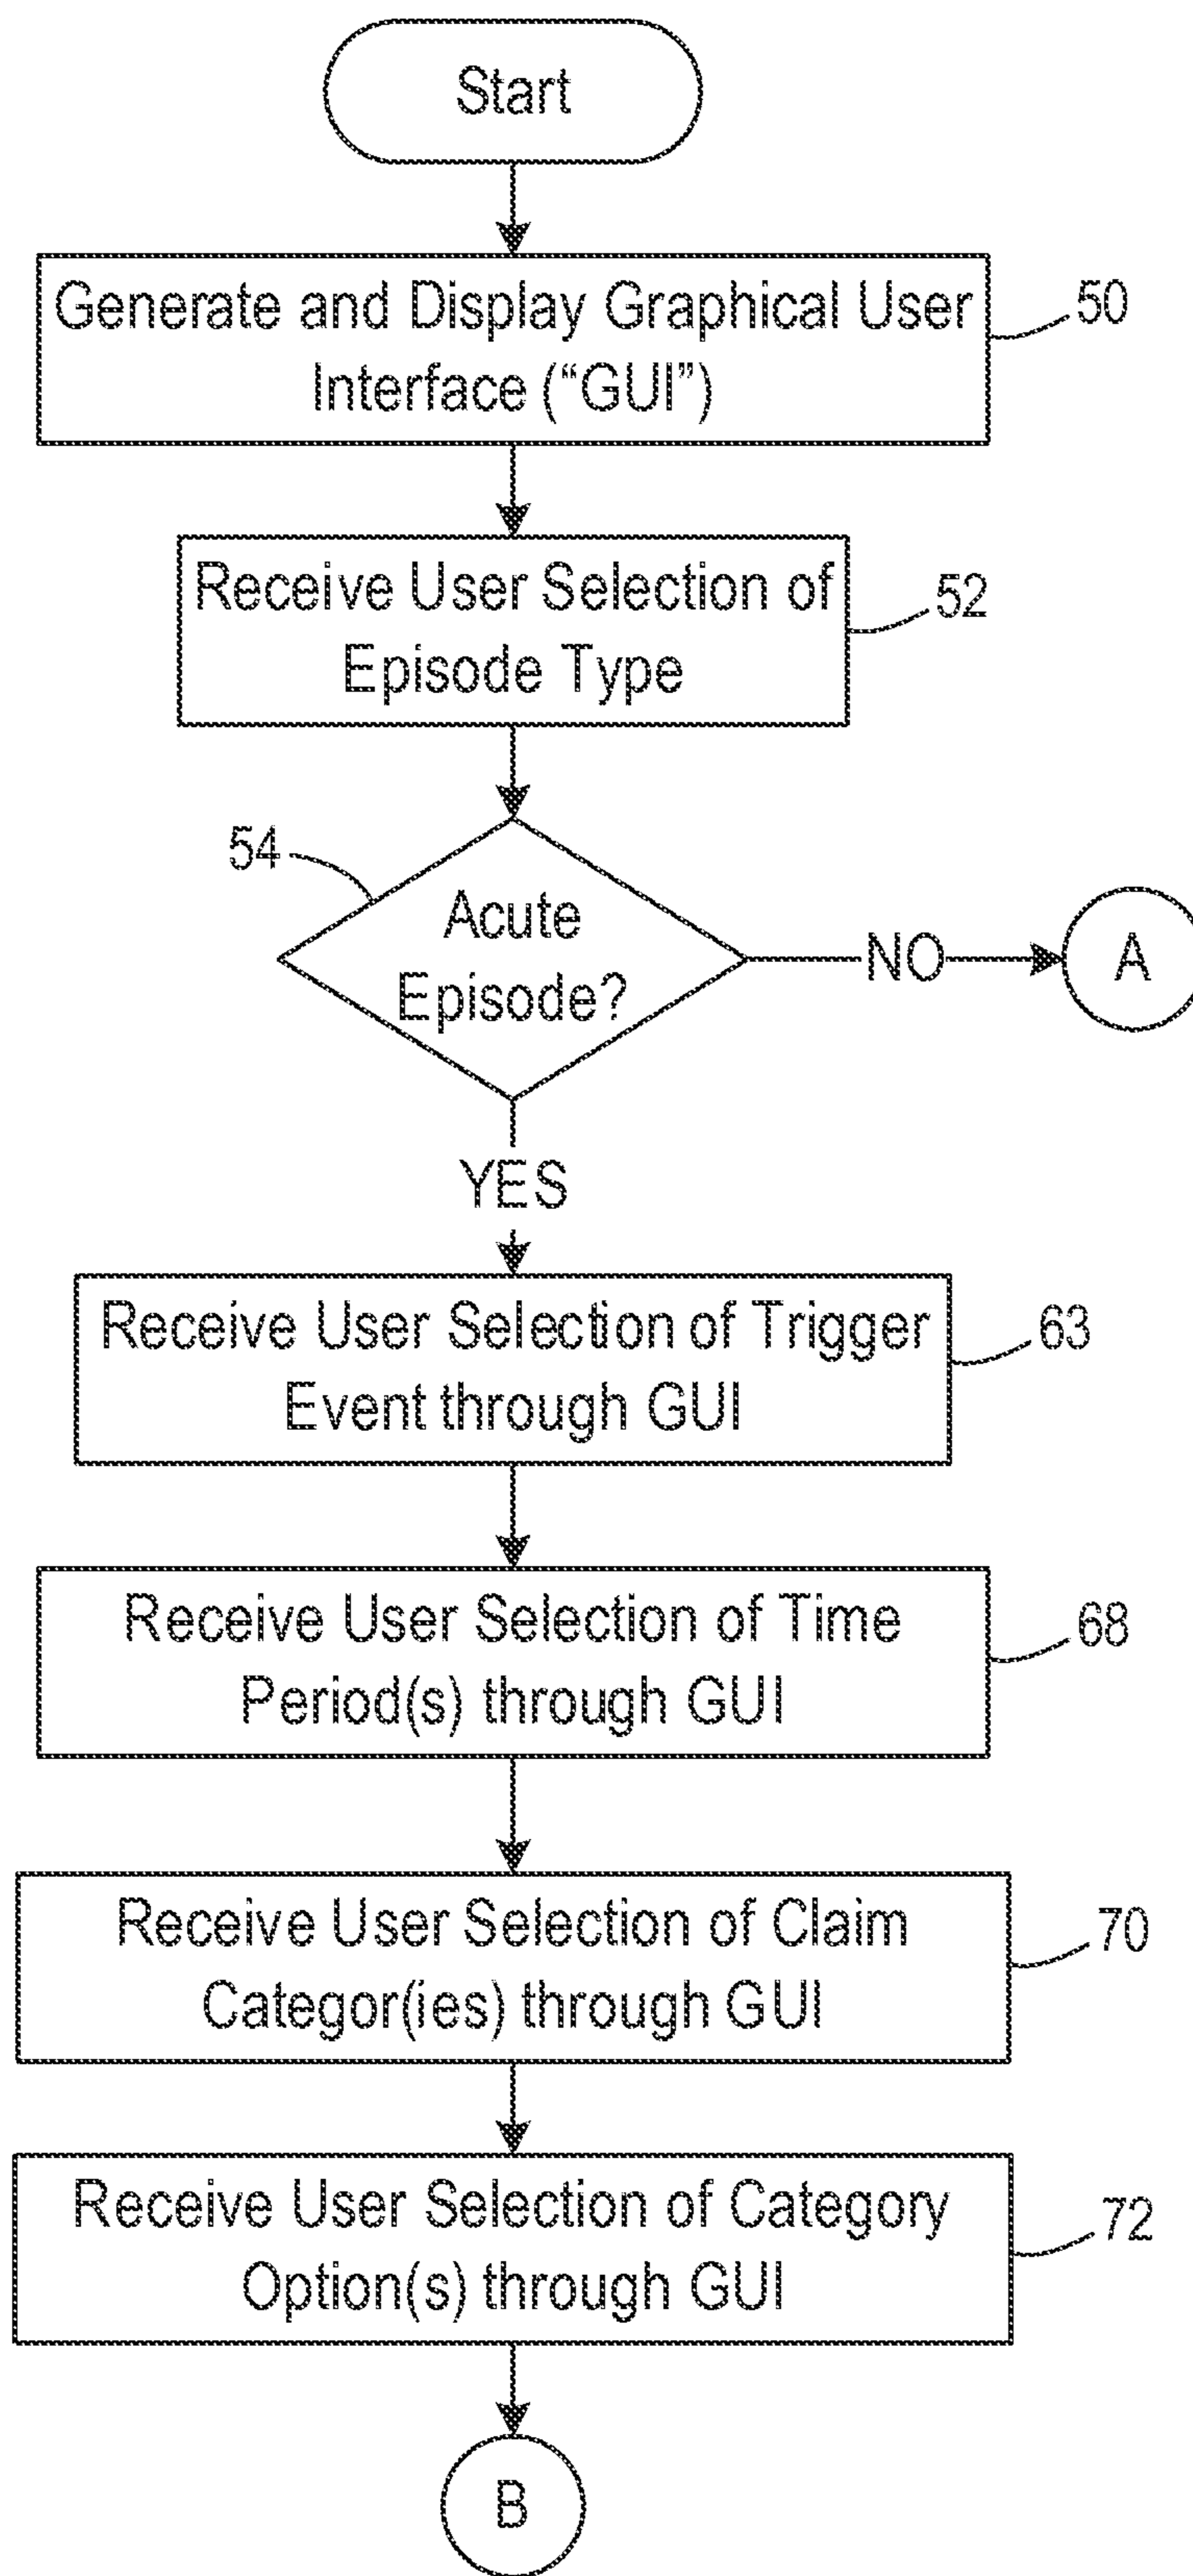 Start
Generate and Display Graphical User
Interface (“GUI”)
50
Receive User Selection of
Episode Type
52
54
Acute
Episode?
NO
A
YES
Receive User Selection of Trigger
Event through GUI
63
Receive User Selection of Time
Period(s) through GUI
68
Receive User Selection of Claim
Categor(ies) through GUI
70
Receive User Selection of Category
Option(s) through GUI
72
B